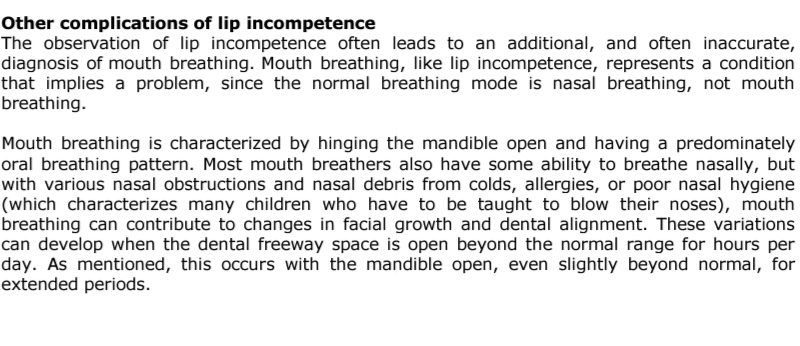 Other complications of lip incompetence
The observation of lip incompetence often leads to an additional, and often inaccurate,
diagnosis of mouth breathing. Mouth breathing, like lip incompetence, represents a condition
that implies a problem, since the normal breathing mode is nasal breathing, not mouth
breathing.
Mouth breathing is characterized by hinging the mandible open and having a predominately
oral breathing pattern. Most mouth breathers also have some ability to breathe nasally, but
with various nasal obstructions and nasal debris from colds, allergies, or poor nasal hygiene
(which characterizes many children who have to be taught to blow their noses), mouth
breathing can contribute to changes in facial growth and dental alignment. These variations
can develop when the dental freeway space is open beyond the normal range for hours per
day. As mentioned, this occurs with the mandible open, even slightly beyond normal, for
extended periods.